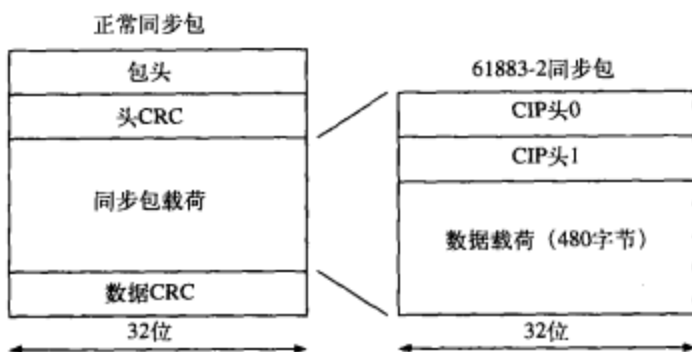 正常同步包
包头
头CRC
同步包载荷
数据CRC
32位
61883-2同步包
CIP头0
CIP头1
数据载荷（480字节）
32位